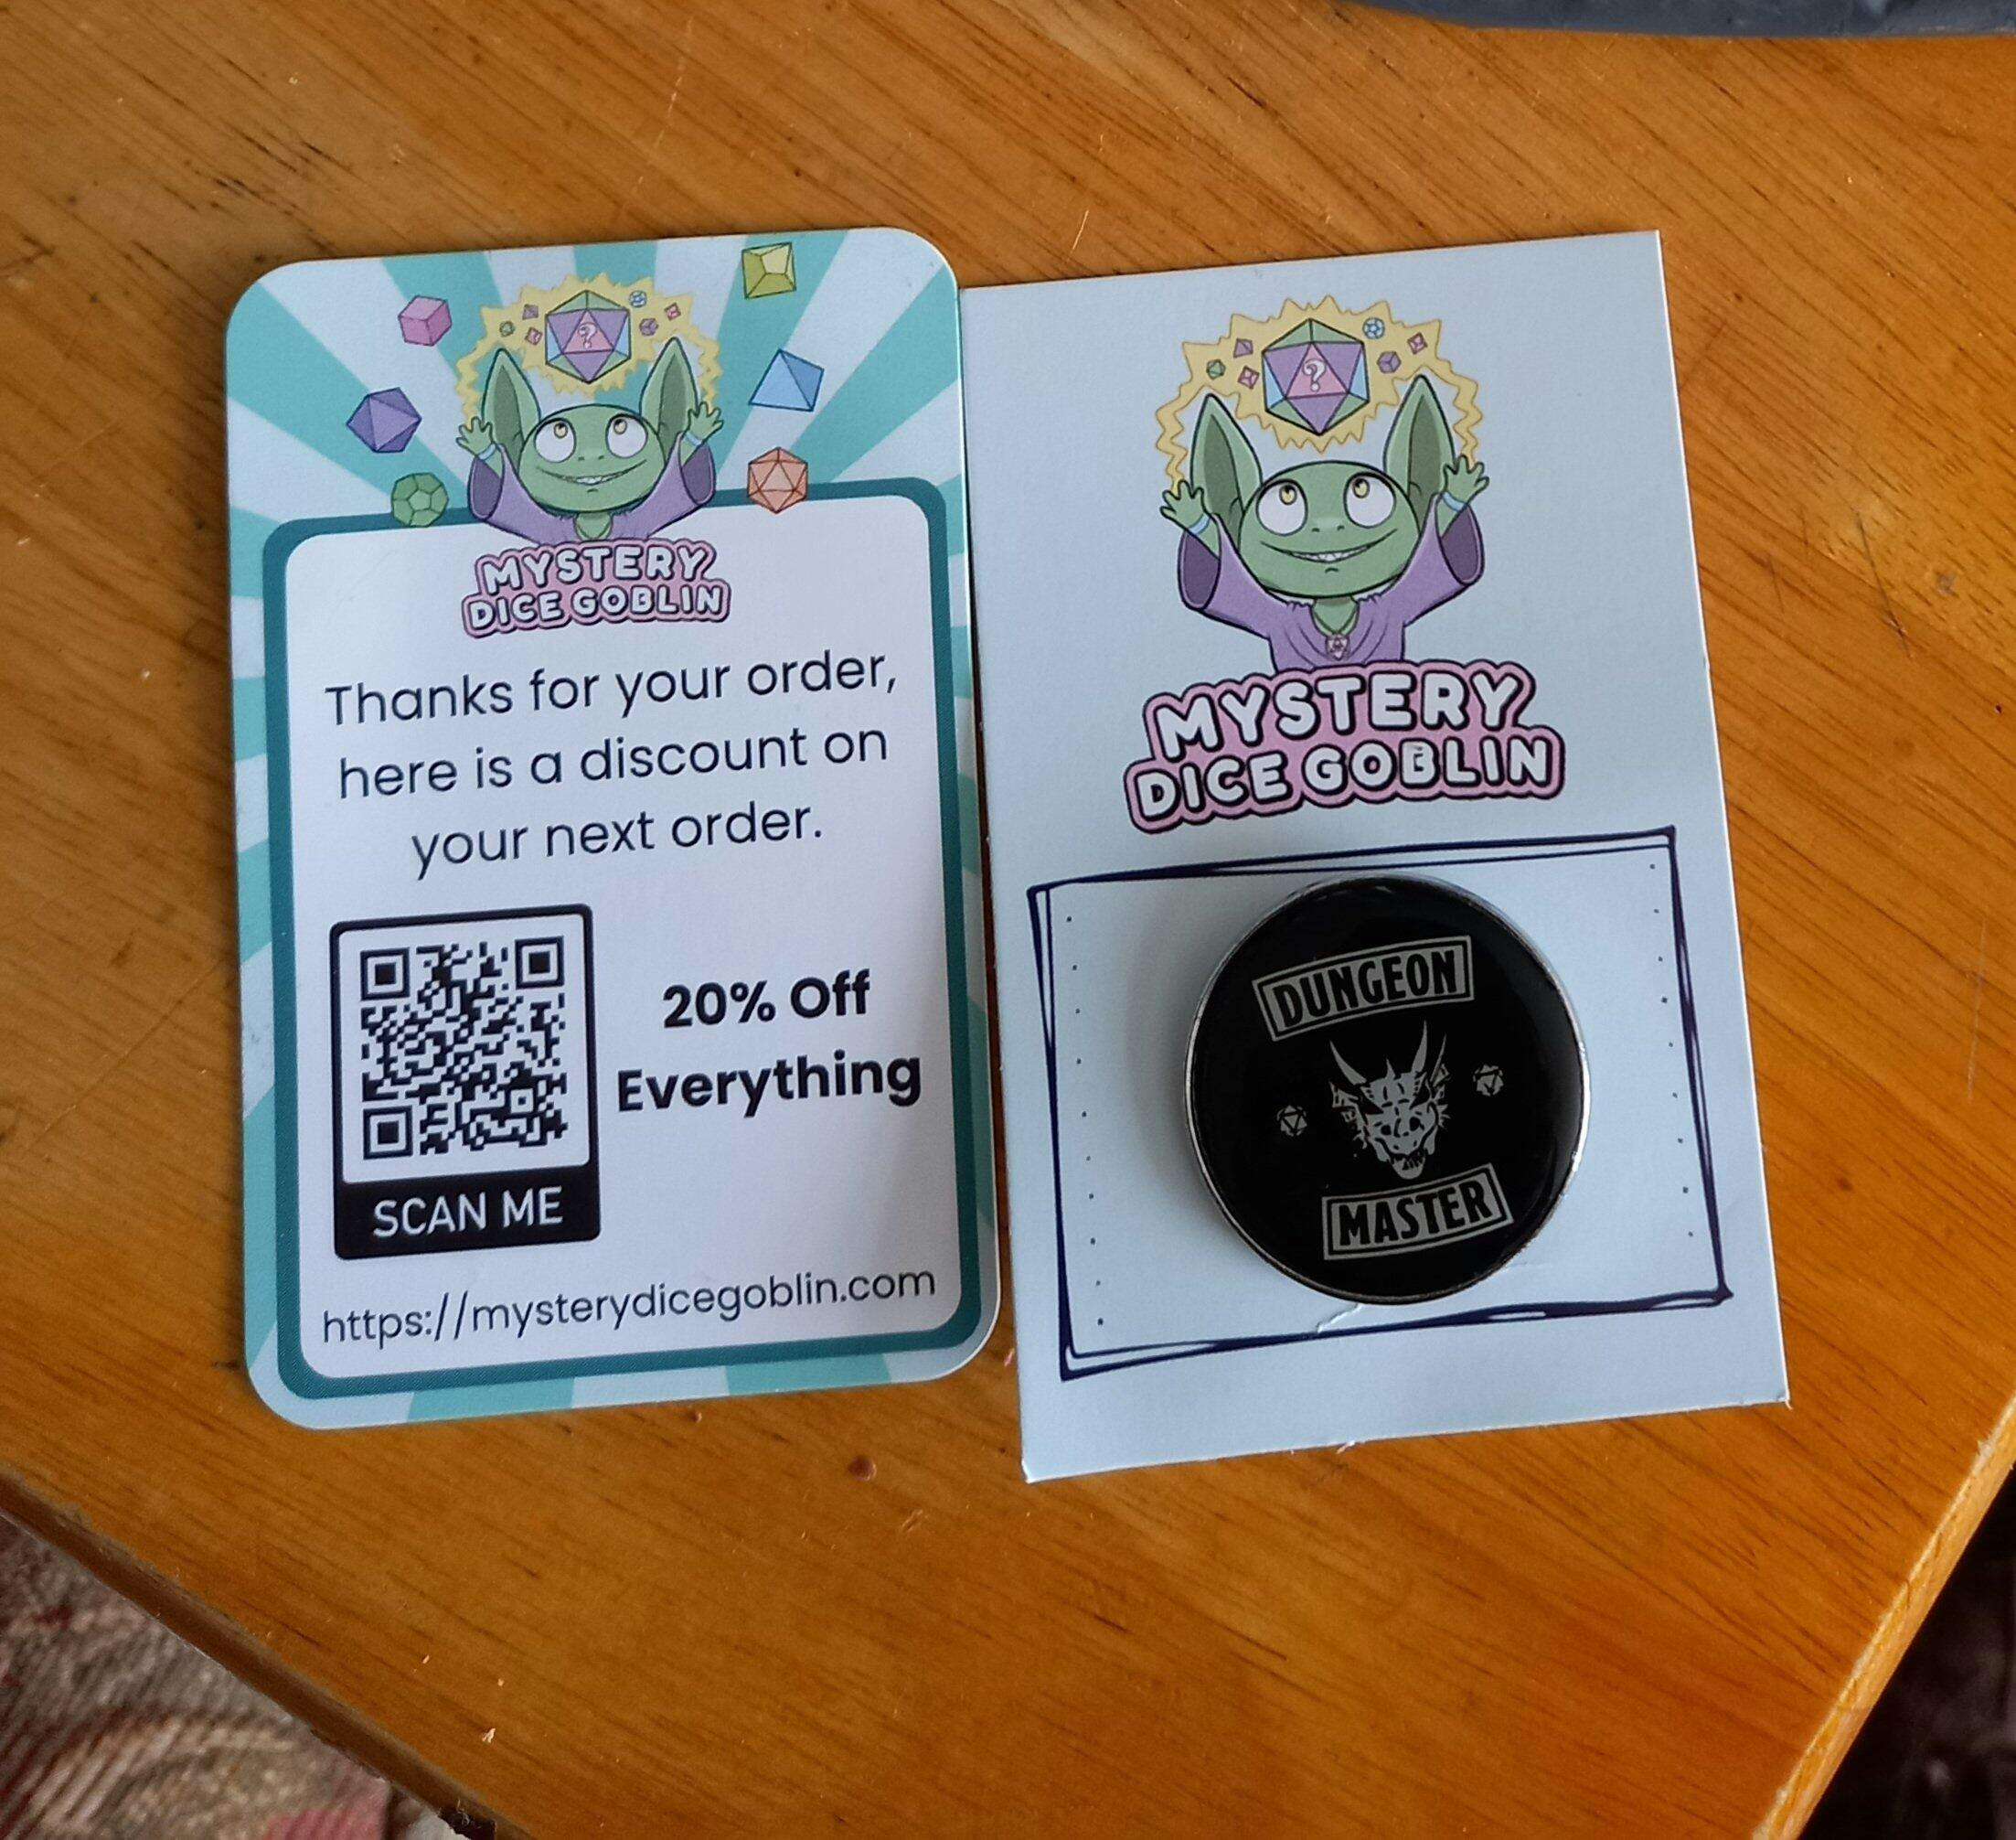 ?
MYSTERY
DICE GOBLIN
Thanks for your order,
here is a discount on
your next order.
20% Off
Everything
SCAN ME
https://mysterydicegoblin.com
?
MYSTERY
DICE GOBLIN
DUNGEON
MASTER